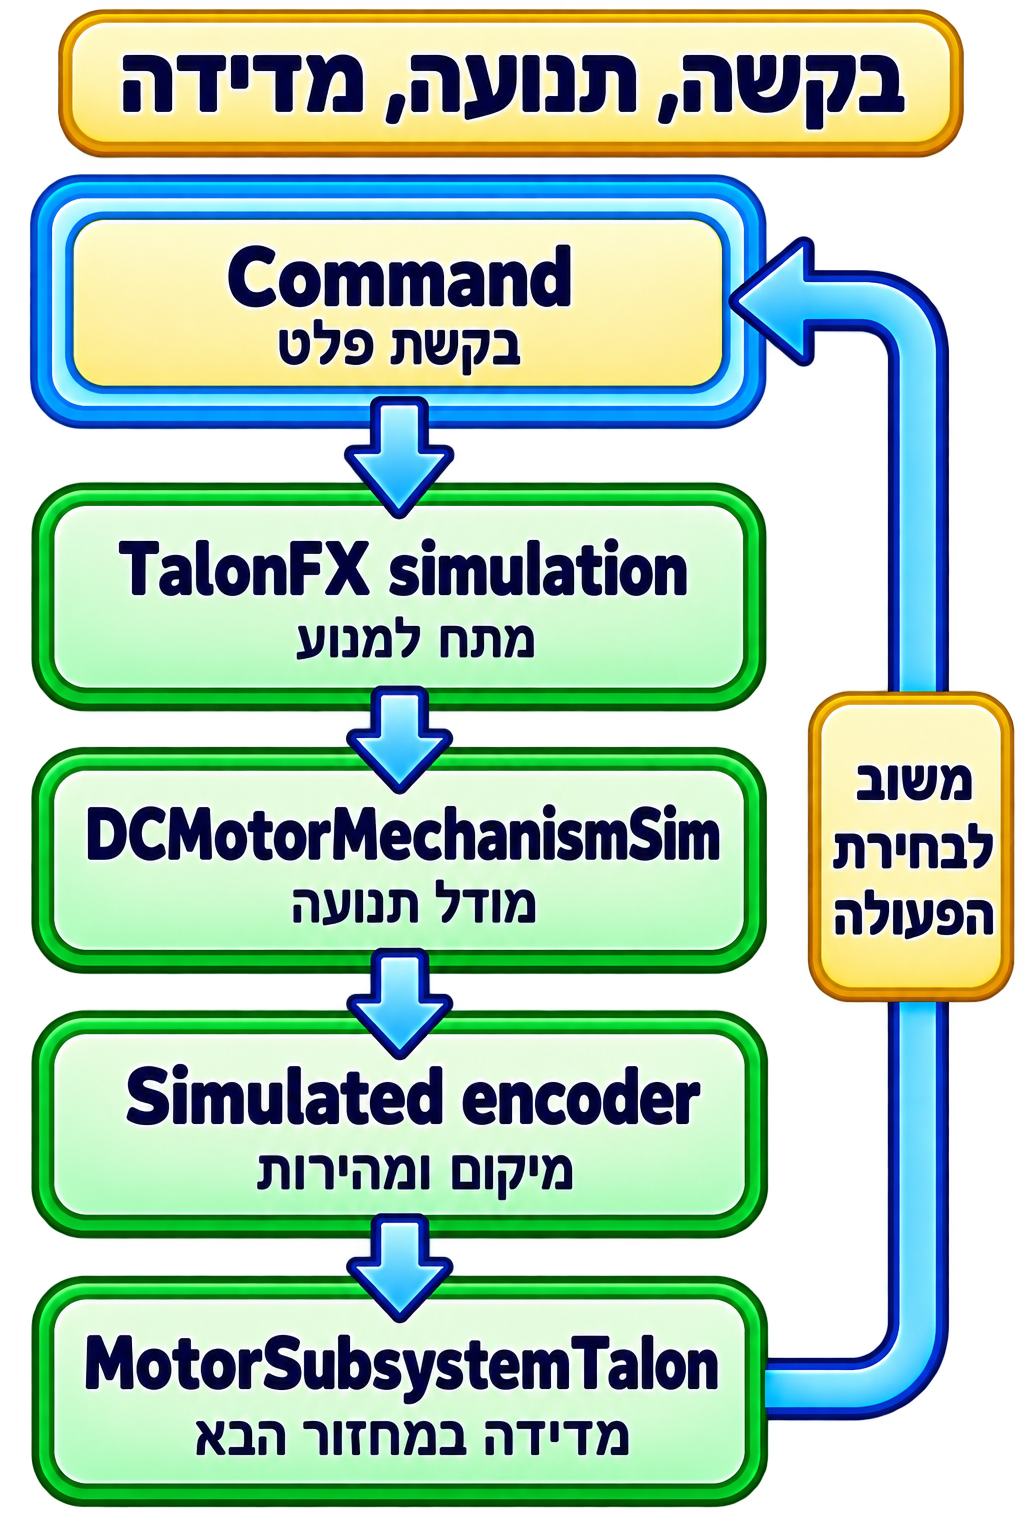 בקשה, תנועה, מדידה
Command
בקשת פלט
TalonFX simulation
מתח למנוע
DCMotorMechanismSim
מודל תנועה
Simulated encoder
מיקום ומהירות
MotorSubsystemTalon
מדידה במחזור הבא
משוב
לבחירת
הפעולה